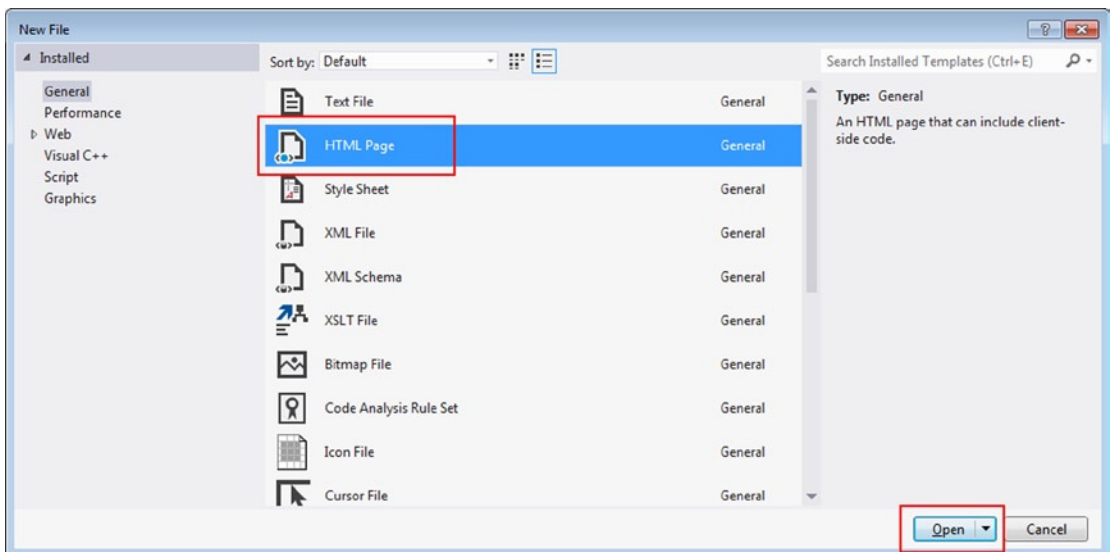 New File
Installed
General
Performance
Web
Visual C++
Script
Graphics
Sort by: Default
Text File General
HTML Page General
Style Sheet General
XML File General
XML Schema General
XSLT File General
Bitmap File General
Code Analysis Rule Set General
Icon File General
Cursor File General
Search Installed Templates (Ctrl+E)
Type: General
An HTML page that can include client-
side code.
Open Cancel